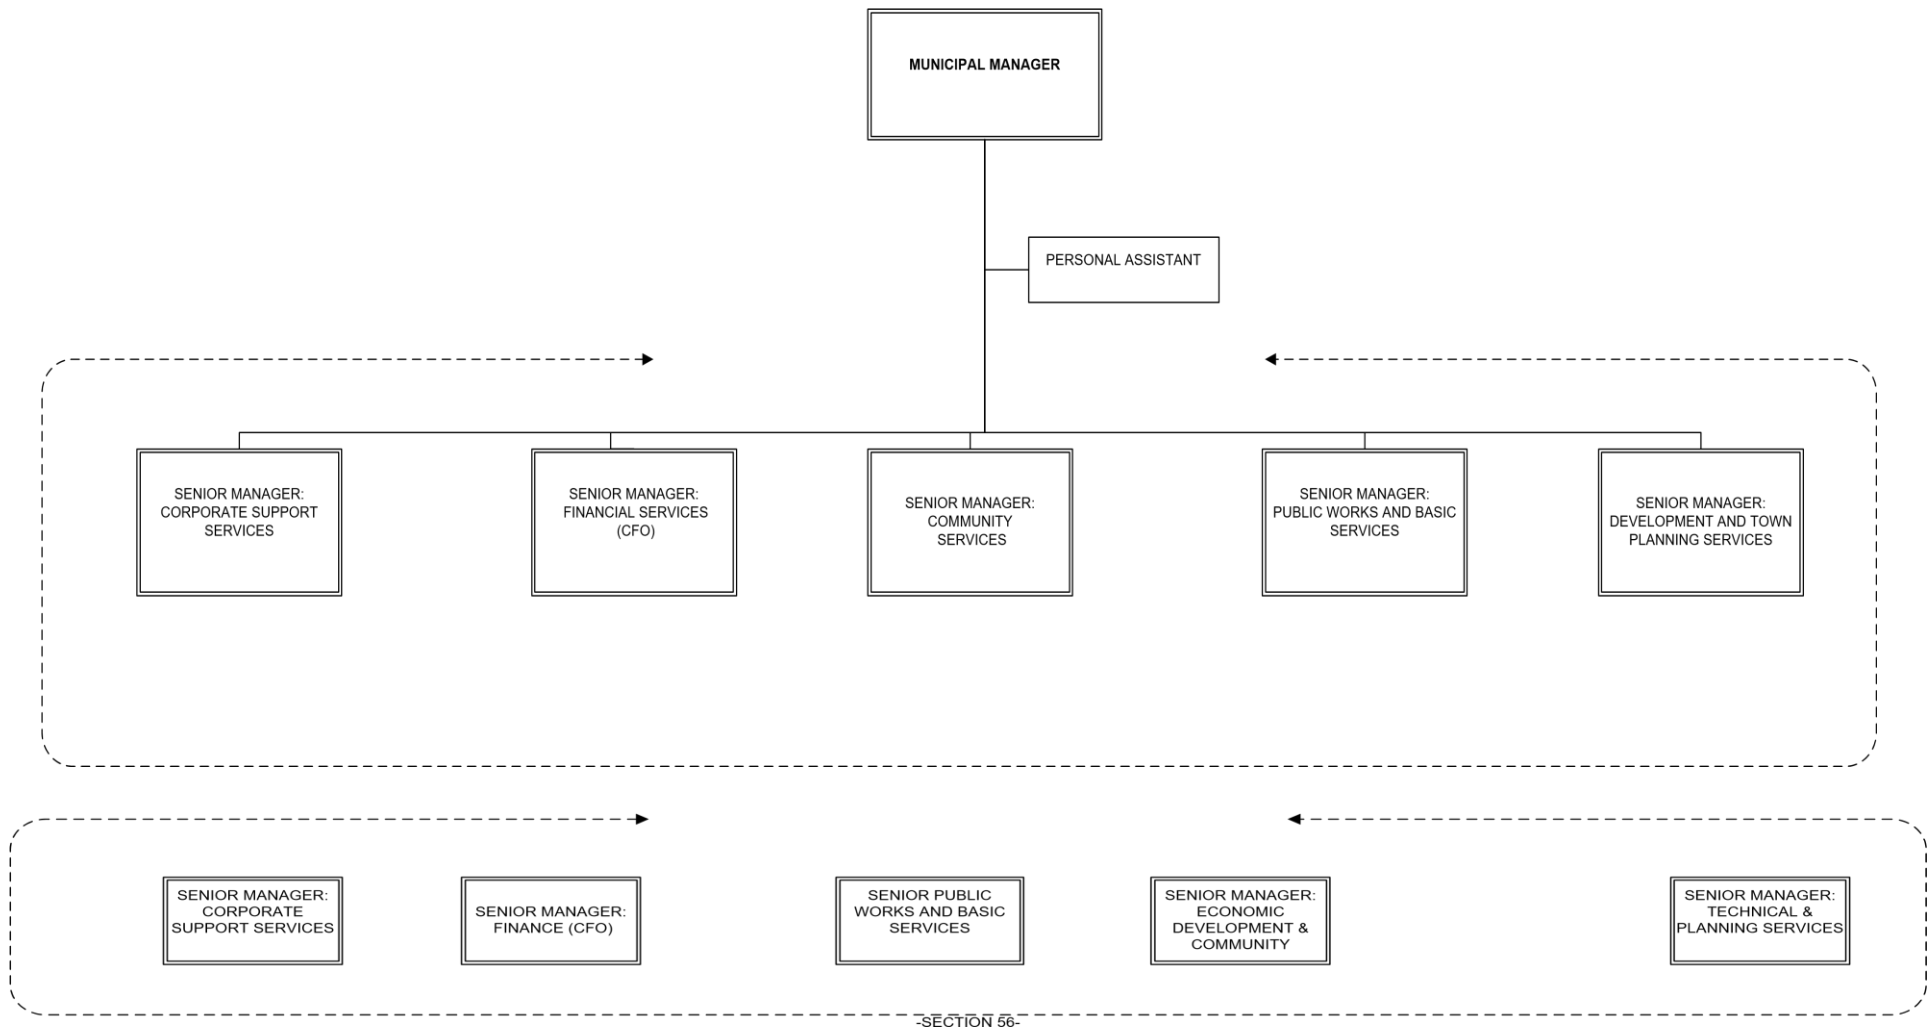 MUNICIPAL MANAGER
PERSONAL ASSISTANT
SENIOR MANAGER:
CORPORATE SUPPORT
SERVICES
SENIOR MANAGER:
FINANCIAL SERVICES
(CFO)
SENIOR MANAGER:
COMMUNITY
SERVICES
SENIOR MANAGER:
PUBLIC WORKS AND BASIC
SERVICES
SENIOR MANAGER:
DEVELOPMENT AND TOWN
PLANNING SERVICES
SENIOR MANAGER:
CORPORATE
SUPPORT SERVICES
SENIOR MANAGER:
FINANCE (CFO)
SENIOR PUBLIC
WORKS AND BASIC
SERVICES
SENIOR MANAGER:
ECONOMIC
DEVELOPMENT &
COMMUNITY
SENIOR MANAGER:
TECHNICAL &
PLANNING SERVICES
-SECTION 56-